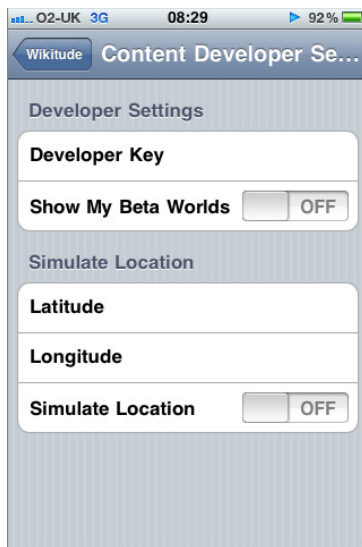 O2-UK 3G 08:29 92%
Wikitude Content Developer Se...
Developer Settings
Developer Key
Show My Beta Worlds OFF
Simulate Location
Latitude
Longitude
Simulate Location OFF